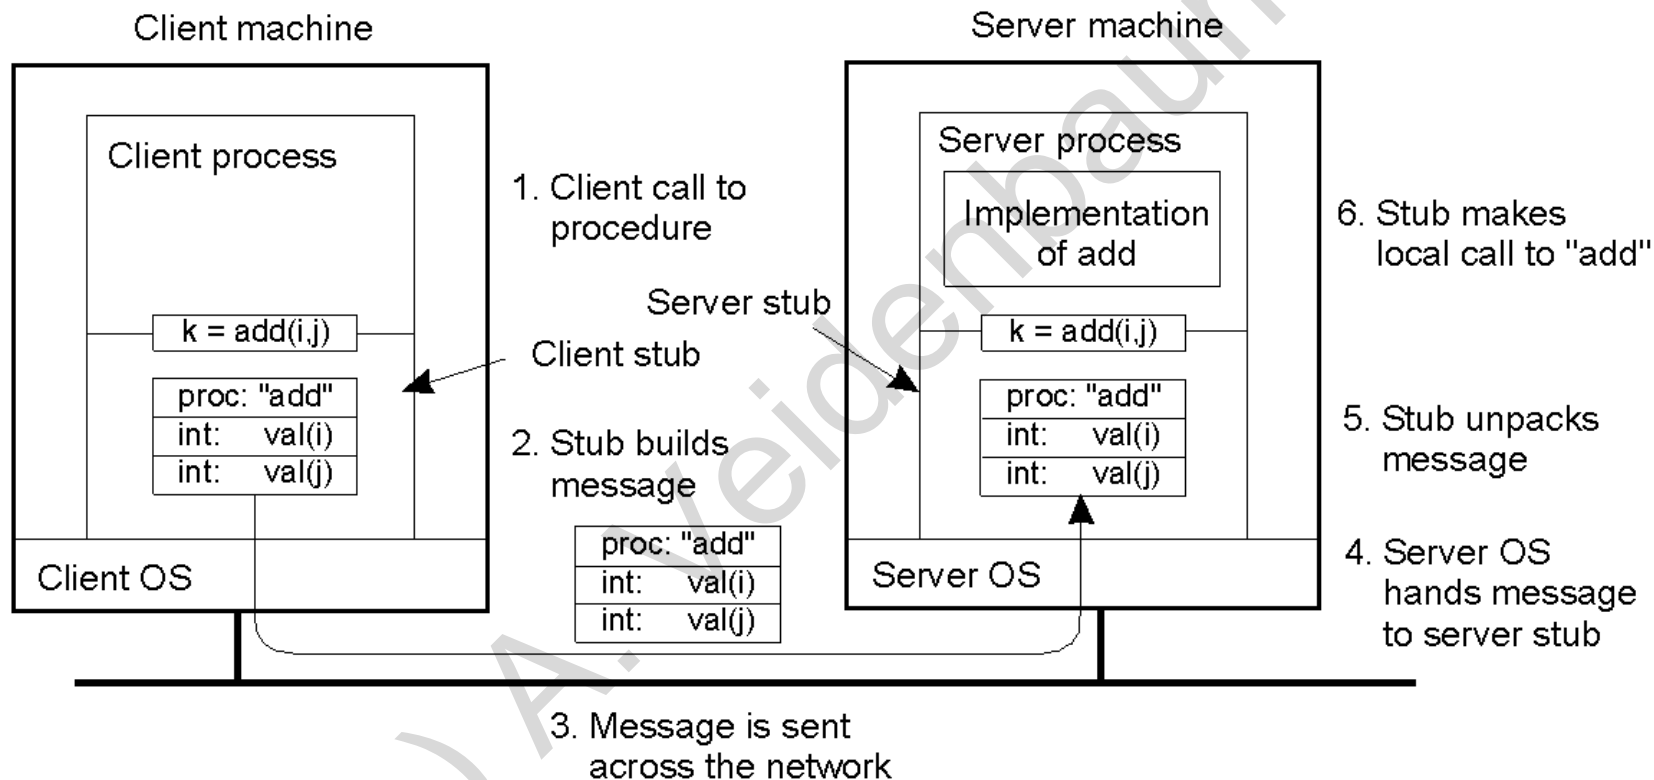 Client machine
Server machine
Client process
1. Client call to
procedure
Server process
Implementation
of add
6. Stub makes
local call to "add"
Server stub
k = add(i,j)
k = add(i,j)
Client stub
proc: "add"
int: val(i)
int: val(j)
2. Stub builds
message
proc: "add"
int: val(i)
int: val(j)
proc: "add"
int: val(i)
int: val(j)
5. Stub unpacks
message
Client OS
Server OS
4. Server OS
hands message
to server stub
3. Message is sent
across the network
) A. Veidenbaum